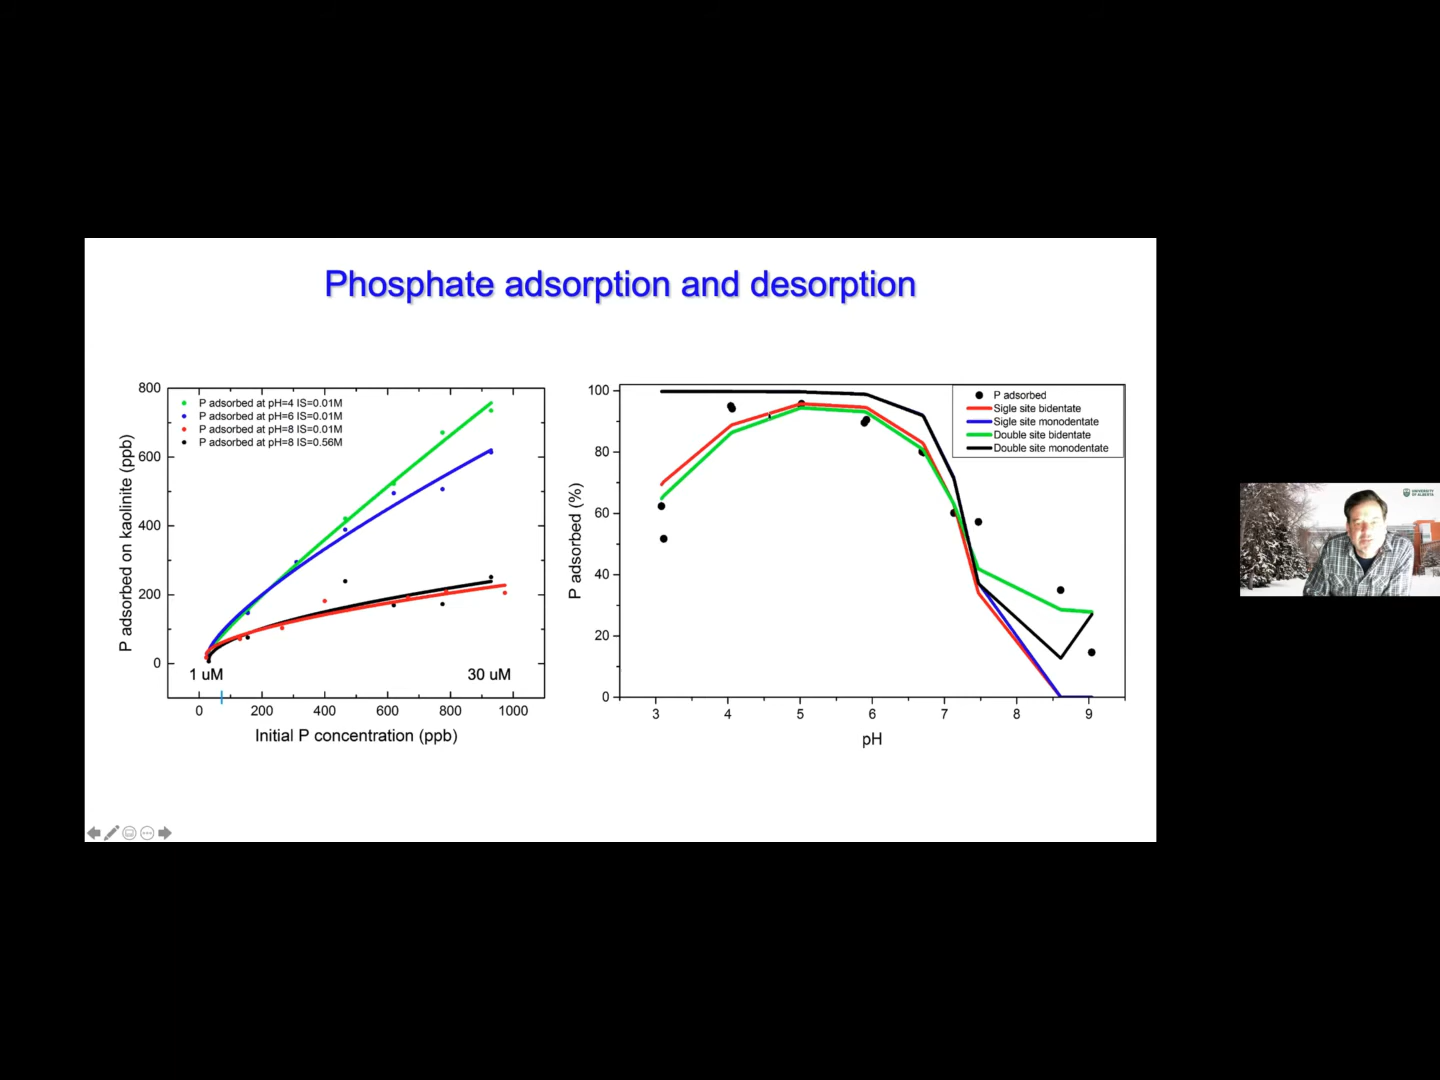 Phosphate adsorption and desorption
P adsorbed on kaolinite (ppb)
800
600
400
200
0
P adsorbed at pH=4 IS=0.01M
P adsorbed at pH=6 IS=0.01M
P adsorbed at pH=8 IS=0.01M
P adsorbed at pH=8 IS=0.56M
1 uM
30 uM
0 200 400 600 800 1000
Initial P concentration (ppb)
P adsorbed (%)
100
80
60
40
20
0
P adsorbed
Sigle site bidentate
Sigle site monodentate
Double site bidentate
Double site monodentate
3 4 5 6 7 8 9
pH
UNIVERSITY
OF ALBERTA